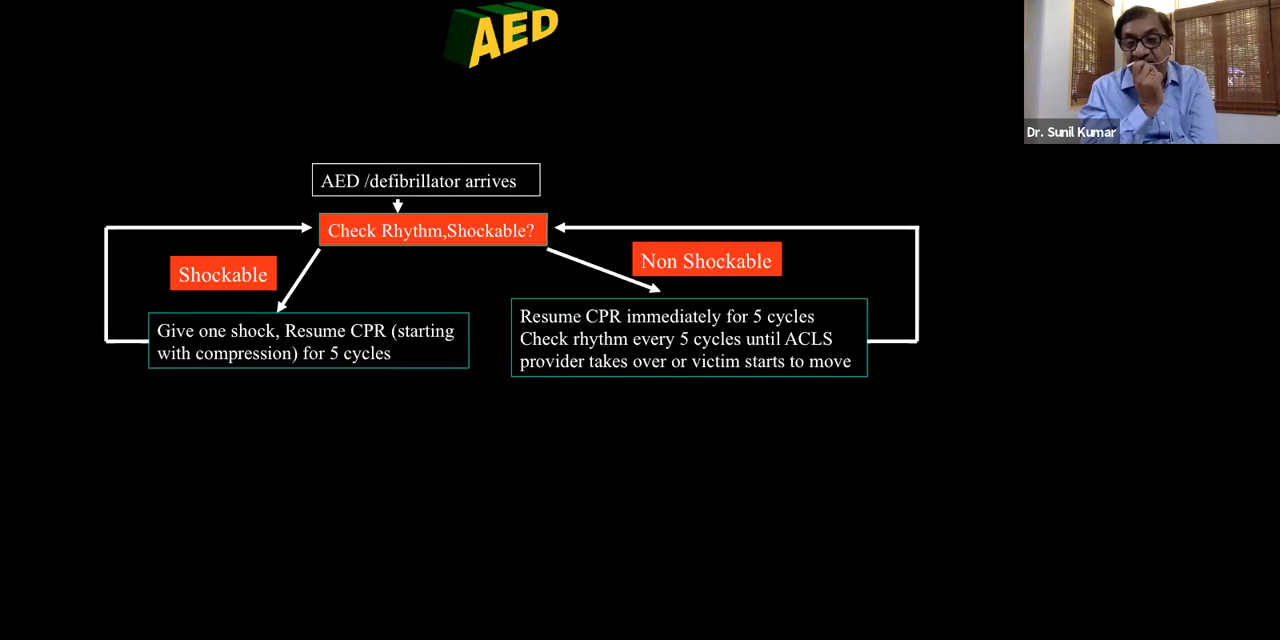 AED
Dr. Sunil Kumar
AED /defibrillator arrives
Check Rhythm,Shockable?
Shockable
Non Shockable
Give one shock, Resume CPR (starting
with compression) for 5 cycles
Resume CPR immediately for 5 cycles
Check rhythm every 5 cycles until ACLS
provider takes over or victim starts to move